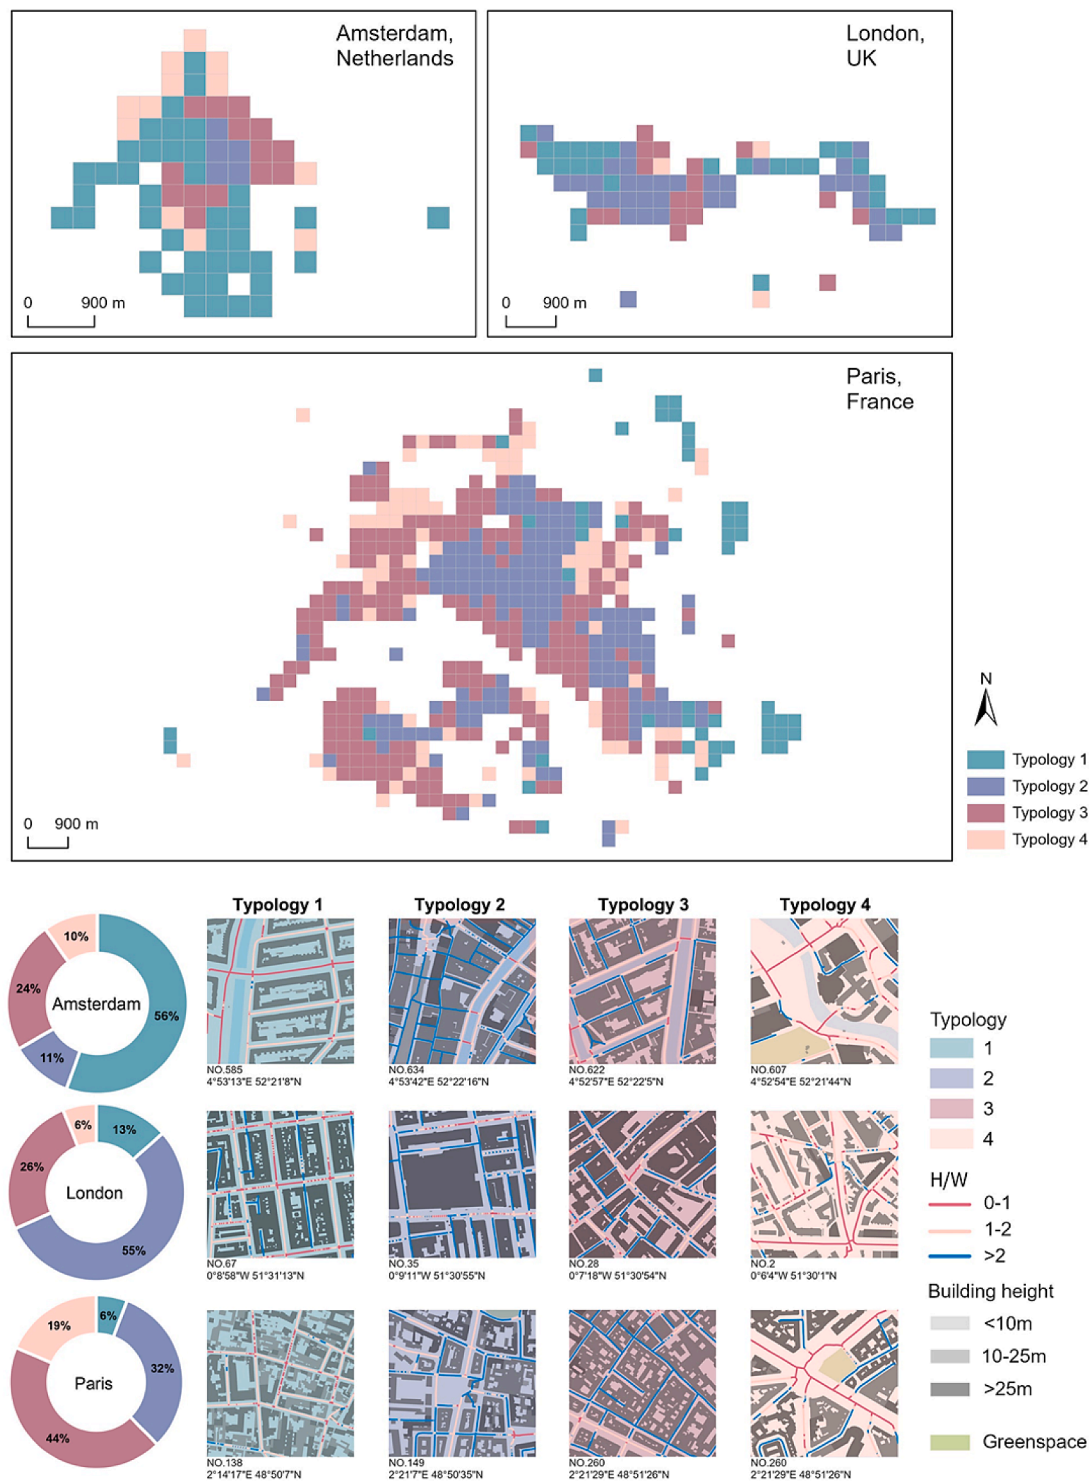 Amsterdam,
Netherlands
0 900 m
London,
UK
0 900 m
Paris,
France
0 900 m
N
Typology 1
Typology 2
Typology 3
Typology 4
Typology 1 Typology 2 Typology 3 Typology 4
10%
24%
Amsterdam
56%
11%
NO.585
4°53'13"E 52°21'8"N
NO.634
4°53'42"E 52°22'16"N
NO.622
4°52'57"E 52°22'5"N
NO.607
4°52'54"E 52°21'44"N
6%
13%
26%
London
55%
NO.67
0°8'58"W 51°31'13"N
NO.35
0°9'11"W 51°30'55"N
NO.28
0°7'18"W 51°30'54"N
NO.2
0°6'4"W 51°30'1"N
6%
19%
32%
Paris
44%
NO.138
2°14'17"E 48°50'7"N
NO.149
2°21'7"E 48°50'35"N
NO.260
2°21'29"E 48°51'26"N
NO.260
2°21'29"E 48°51'26"N
Typology
1
2
3
4
H/W
0-1
1-2
>2
Building height
<10m
10-25m
>25m
Greenspace